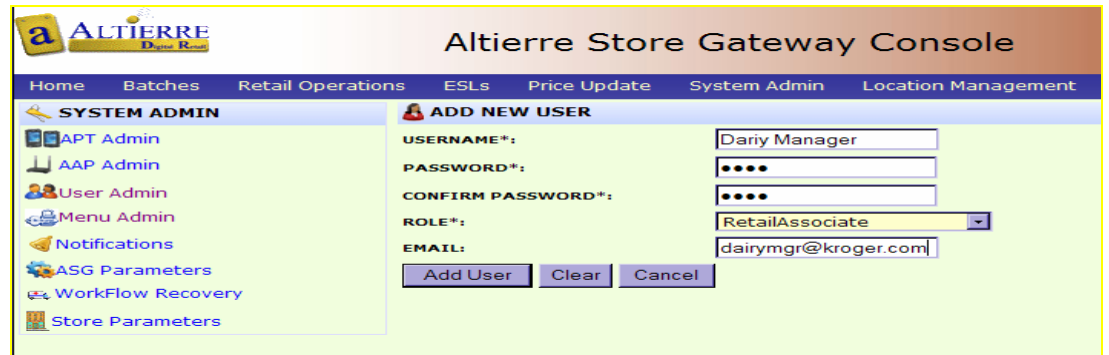 a ALTIERRE
Digital Retail
Altierre Store Gateway Console
Home Batches Retail Operations ESLs Price Update System Admin Location Management
SYSTEM ADMIN
APT Admin
AAP Admin
User Admin
Menu Admin
Notifications
ASG Parameters
WorkFlow Recovery
Store Parameters
ADD NEW USER
USERNAME*: Dariy Manager
PASSWORD*: ••••
CONFIRM PASSWORD*: ••••
ROLE*: RetailAssociate
EMAIL: dairymgr@kroger.com
Add User Clear Cancel